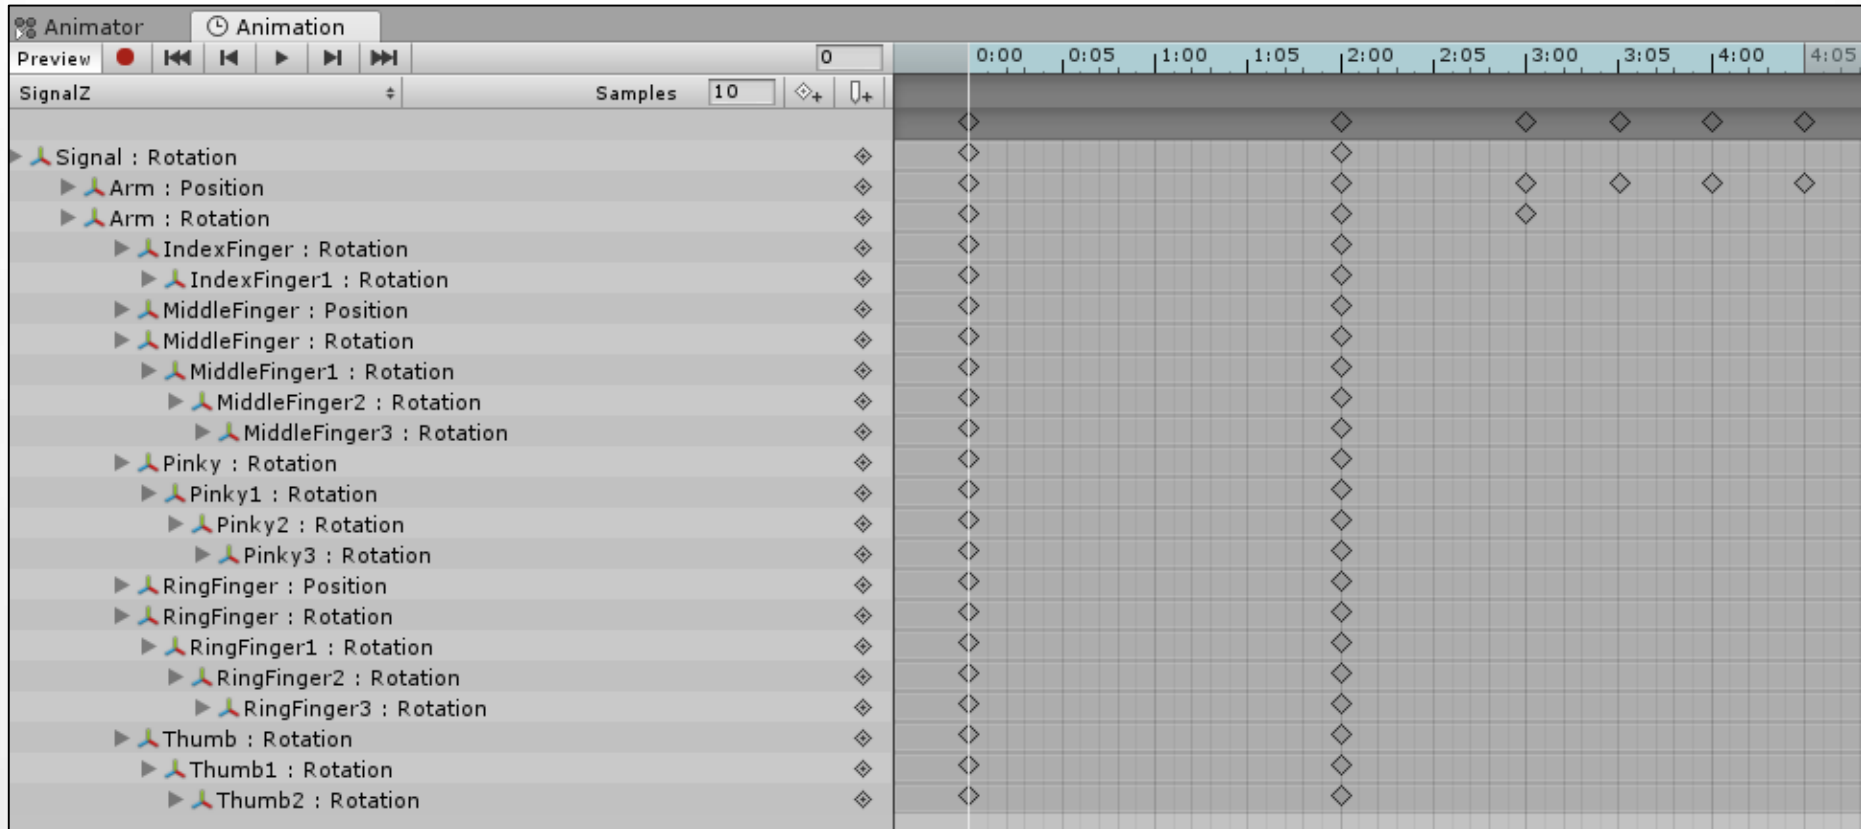 Animator Animation
Preview 0 0:00 0:05 1:00 1:05 2:00 2:05 3:00 3:05 4:00 4:05
SignalZ Samples 10
Signal : Rotation
Arm : Position
Arm : Rotation
IndexFinger : Rotation
IndexFinger1 : Rotation
MiddleFinger : Position
MiddleFinger : Rotation
MiddleFinger1 : Rotation
MiddleFinger2 : Rotation
MiddleFinger3 : Rotation
Pinky : Rotation
Pinky1 : Rotation
Pinky2 : Rotation
Pinky3 : Rotation
RingFinger : Position
RingFinger : Rotation
RingFinger1 : Rotation
RingFinger2 : Rotation
RingFinger3 : Rotation
Thumb : Rotation
Thumb1 : Rotation
Thumb2 : Rotation